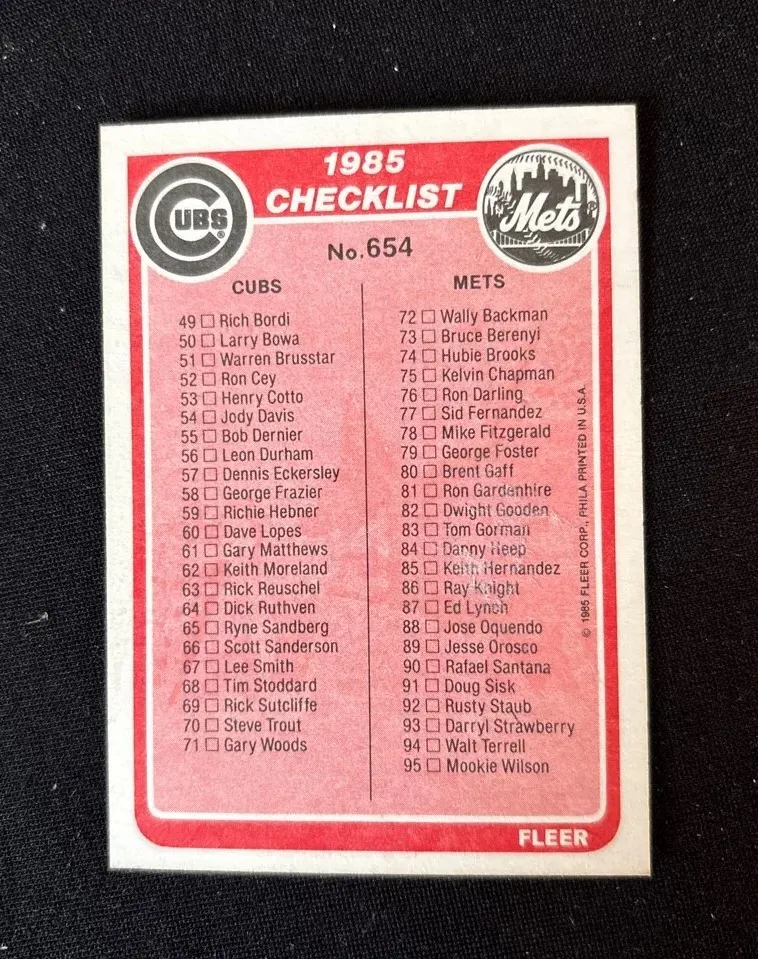 1985
CHECKLIST
CUBS ®
Mets
No.654
CUBS
49 Rich Bordi
50 Larry Bowa
51 Warren Brusstar
52 Ron Cey
53 Henry Cotto
54 Jody Davis
55 Bob Dernier
56 Leon Durham
57 Dennis Eckersley
58 George Frazier
59 Richie Hebner
60 Dave Lopes
61 Gary Matthews
62 Keith Moreland
63 Rick Reuschel
64 Dick Ruthven
65 Ryne Sandberg
66 Scott Sanderson
67 Lee Smith
68 Tim Stoddard
69 Rick Sutcliffe
70 Steve Trout
71 Gary Woods
METS
72 Wally Backman
73 Bruce Berenyi
74 Hubie Brooks
75 Kelvin Chapman
76 Ron Darling
77 Sid Fernandez
78 Mike Fitzgerald
79 George Foster
80 Brent Gaff
81 Ron Gardenhire
82 Dwight Gooden
83 Tom Gorman
84 Danny Heep
85 Keith Hernandez
86 Ray Knight
87 Ed Lynch
88 Jose Oquendo
89 Jesse Orosco
90 Rafael Santana
91 Doug Sisk
92 Rusty Staub
93 Darryl Strawberry
94 Walt Terrell
95 Mookie Wilson
© 1985 FLEER CORP., PHILA PRINTED IN U.S.A.
FLEER